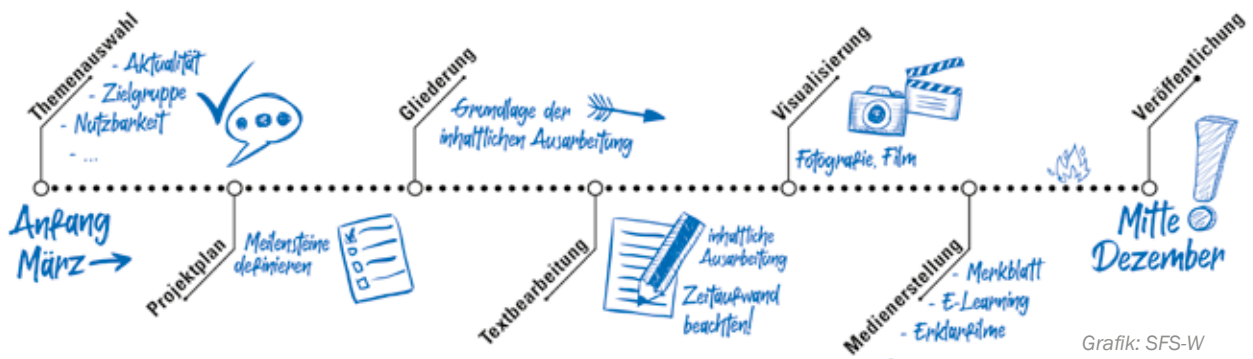 Themenauswahl
- Aktualität
- Zielgruppe
- Nutzbarkeit
- ...
Anfang
März
Projektplan
Meilensteine
definieren
Gliederung
Grundlage der
inhaltlichen Ausarbeitung
Textbearbeitung
inhaltliche
Ausarbeitung
Zeitaufwand
beachten!
Visualisierung
Fotografie, Film
Medienerstellung
- Merkblatt
- E-Learning
- Erklärfilme
Veröffentlichung
Mitte
Dezember
Grafik: SFS-W